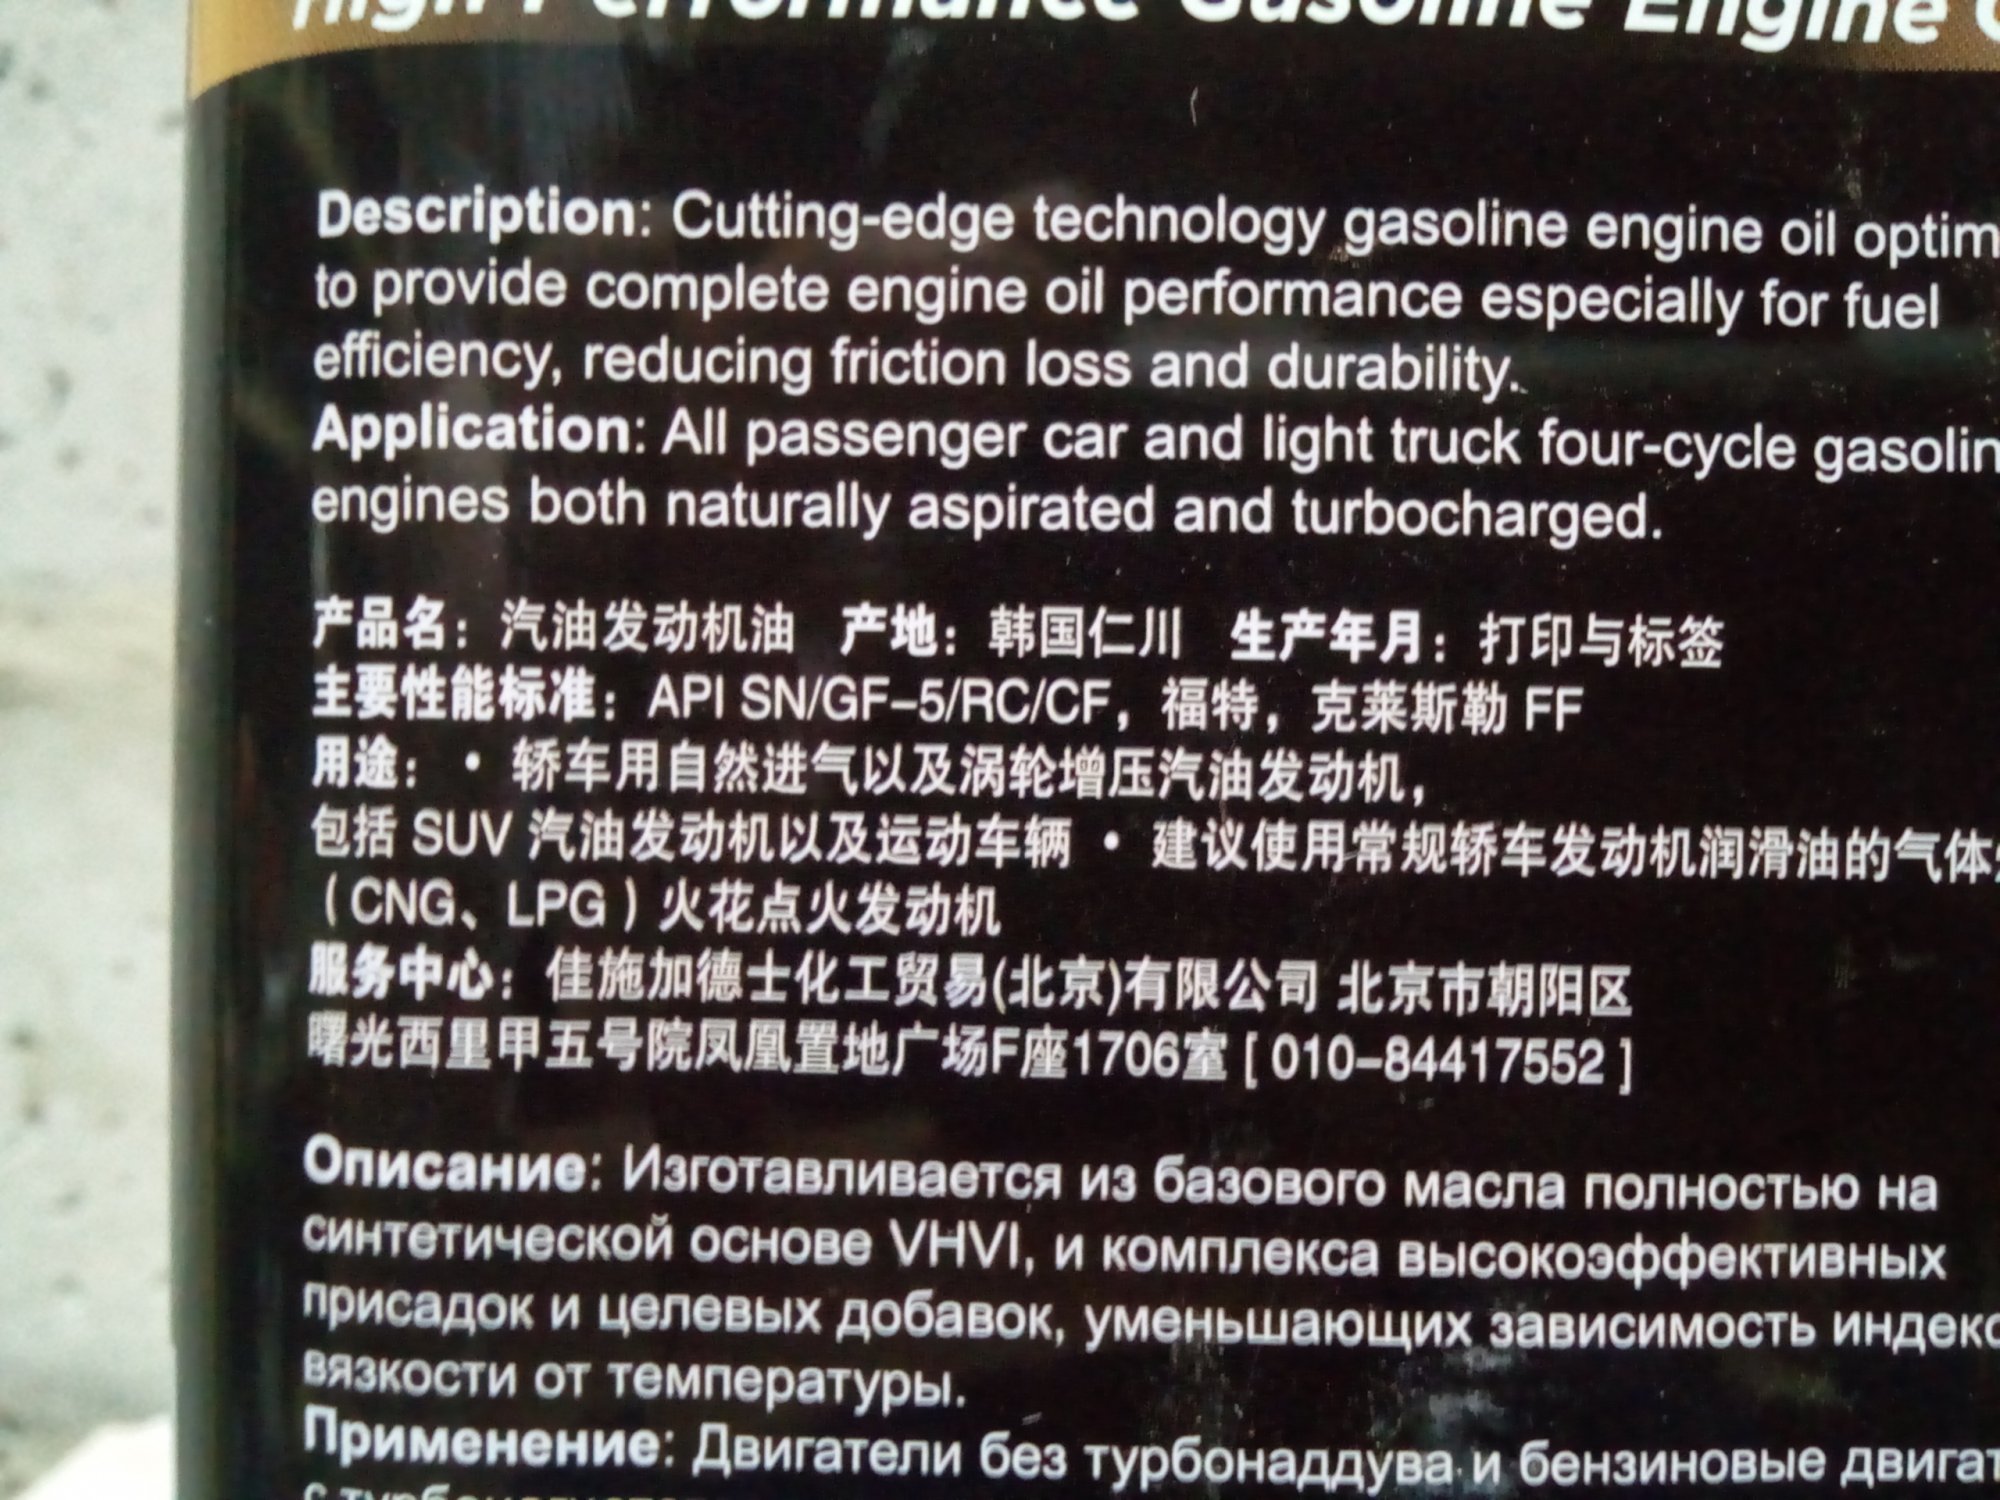 High Performance Gasoline Engine
Description: Cutting-edge technology gasoline engine oil optim
to provide complete engine oil performance especially for fuel
efficiency, reducing friction loss and durability.
Application: All passenger car and light truck four-cycle gasolin
engines both naturally aspirated and turbocharged.
产品名：汽油发动机油 产地：韩国仁川 生产年月：打印与标签
主要性能标准：API SN/GF-5/RC/CF，福特，克莱斯勒 FF
用途：・轿车用自然进气以及涡轮增压汽油发动机，
包括 SUV 汽油发动机以及运动车辆・建议使用常规轿车发动机润滑油的气体
（CNG、LPG）火花点火发动机
服务中心：佳施加德士化工贸易(北京)有限公司 北京市朝阳区
曙光西里甲五号院凤凰置地广场F座1706室 [ 010-84417552 ]
Описание: Изготавливается из базового масла полностью на
синтетической основе VHVI, и комплекса высокоэффективных
присадок и целевых добавок, уменьшающих зависимость индекс
вязкости от температуры.
Применение: Двигатели без турбонаддува и бензиновые двигат